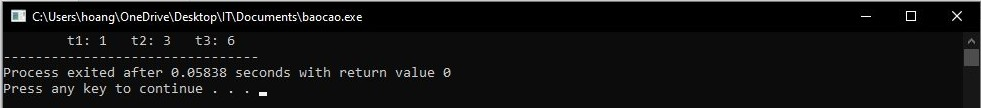 C:\Users\hoang\OneDrive\Desktop\IT\Documents\baocao.exe
t1: 1   t2: 3   t3: 6
--------------------------------
Process exited after 0.05838 seconds with return value 0
Press any key to continue . . .